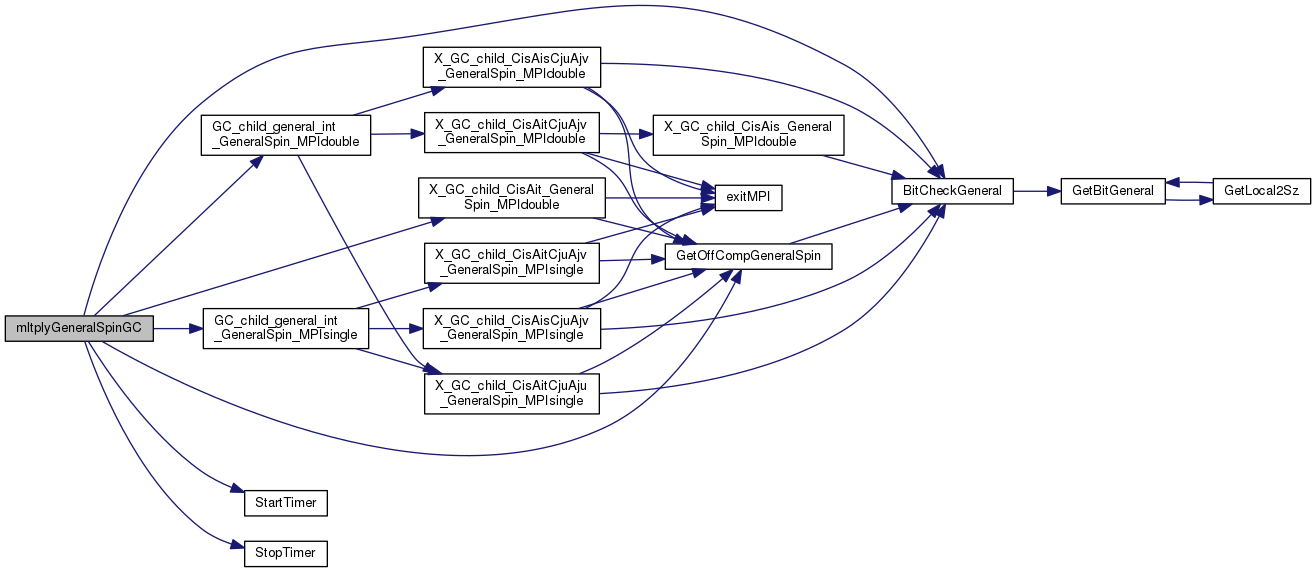 mltplyGeneralSpinGC
GC_child_general_int
_GeneralSpin_MPIdouble
GC_child_general_int
_GeneralSpin_MPIsingle
StartTimer
StopTimer
X_GC_child_CisAisCjuAjv
_GeneralSpin_MPIdouble
X_GC_child_CisAitCjuAjv
_GeneralSpin_MPIdouble
X_GC_child_CisAit_General
Spin_MPIdouble
X_GC_child_CisAitCjuAjv
_GeneralSpin_MPIsingle
X_GC_child_CisAisCjuAjv
_GeneralSpin_MPIsingle
X_GC_child_CisAitCjuAju
_GeneralSpin_MPIsingle
X_GC_child_CisAis_General
Spin_MPIdouble
exitMPI
GetOffCompGeneralSpin
BitCheckGeneral
GetBitGeneral
GetLocal2Sz